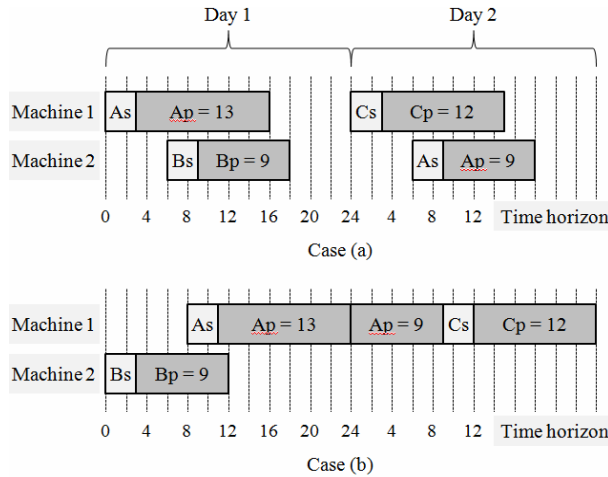 Day 1 Day 2
Machine 1 As Ap = 13 Cs Cp = 12
Machine 2 Bs Bp = 9 As Ap = 9
0 4 8 12 16 20 24 4 8 12 Time horizon
Case (a)
Machine 1 As Ap = 13 Ap = 9 Cs Cp = 12
Machine 2 Bs Bp = 9
0 4 8 12 16 20 24 4 8 12 Time horizon
Case (b)